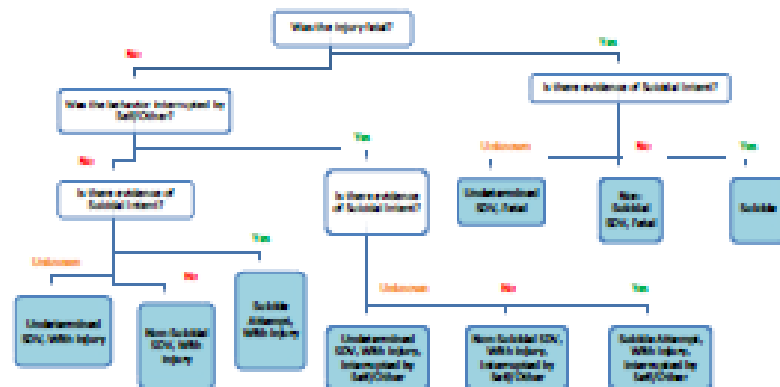 Was the injury fatal?
No
Yes
Is there evidence of Suicidal Intent?
Was the behavior interrupted by
Self/Other?
Unknown
No
Yes
No
Yes
Is there evidence of
Suicidal Intent?
Is there evidence
of Suicidal Intent?
Undetermined
SDV, Fatal
Non-
Suicidal
SDV, Fatal
Suicide
Unknown
No
Yes
Unknown
No
Yes
Undetermined
SDV, With Injury
Non-Suicidal
SDV, With
Injury
Suicide
Attempt,
With Injury
Undetermined
SDV, With Injury,
Interrupted by
Self/Other
Non-Suicidal SDV,
With Injury,
Interrupted by
Self/Other
Suicide Attempt,
With Injury,
Interrupted by
Self/Other